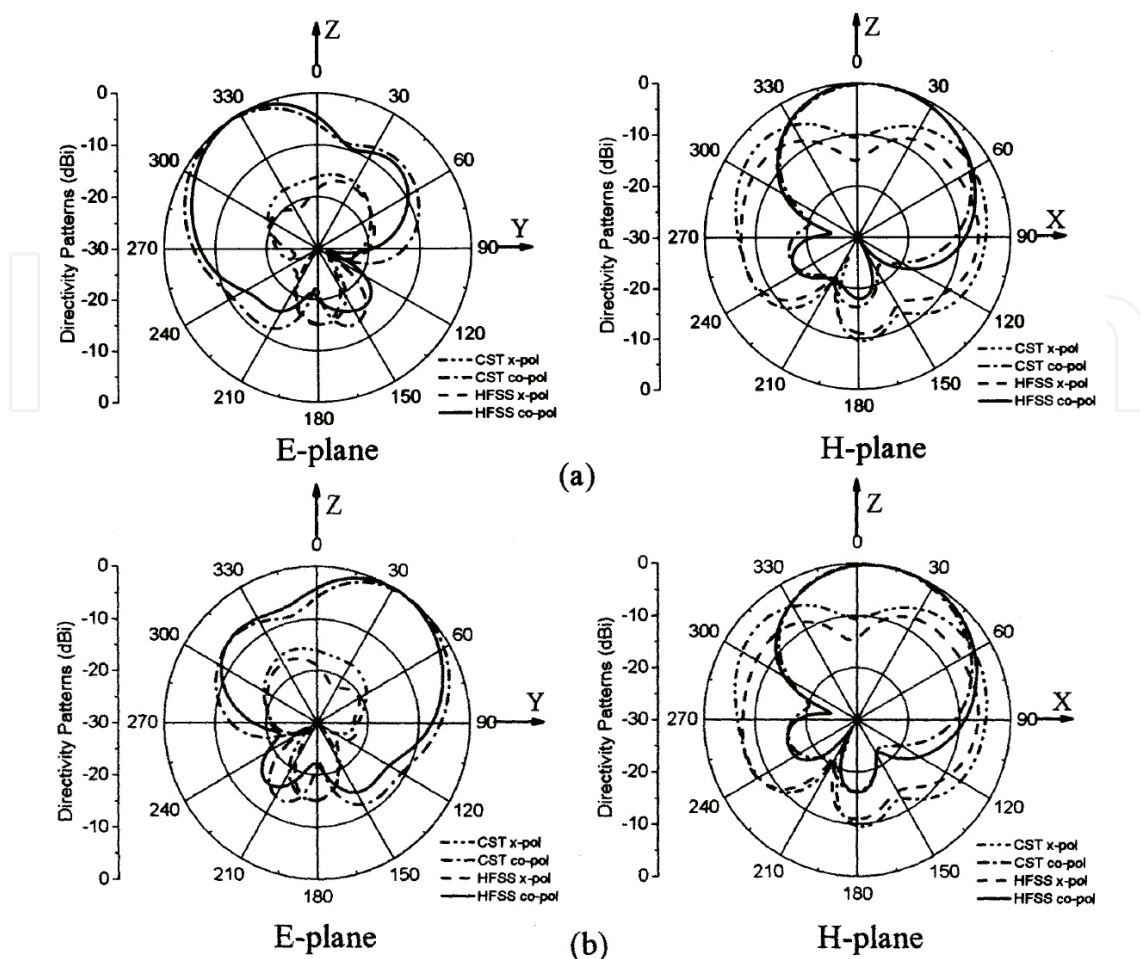 Z
0
330
30
300
60
270
Y
90
240
120
210
150
180
0
-10
-20
-30
-20
-10
0
Directivity Patterns (dBi)
CST x-pol
CST co-pol
HFSS x-pol
HFSS co-pol
E-plane
Z
0
330
30
300
60
270
X
90
240
120
210
150
180
0
-10
-20
-30
-20
-10
0
Directivity Patterns (dBi)
CST x-pol
CST co-pol
HFSS x-pol
HFSS co-pol
H-plane
(a)
Z
0
330
30
300
60
270
Y
90
240
120
210
150
180
0
-10
-20
-30
-20
-10
0
Directivity Patterns (dBi)
CST x-pol
CST co-pol
HFSS x-pol
HFSS co-pol
E-plane
Z
0
330
30
300
60
270
X
90
240
120
210
150
180
0
-10
-20
-30
-20
-10
0
Directivity Patterns (dBi)
CST x-pol
CST co-pol
HFSS x-pol
HFSS co-pol
H-plane
(b)